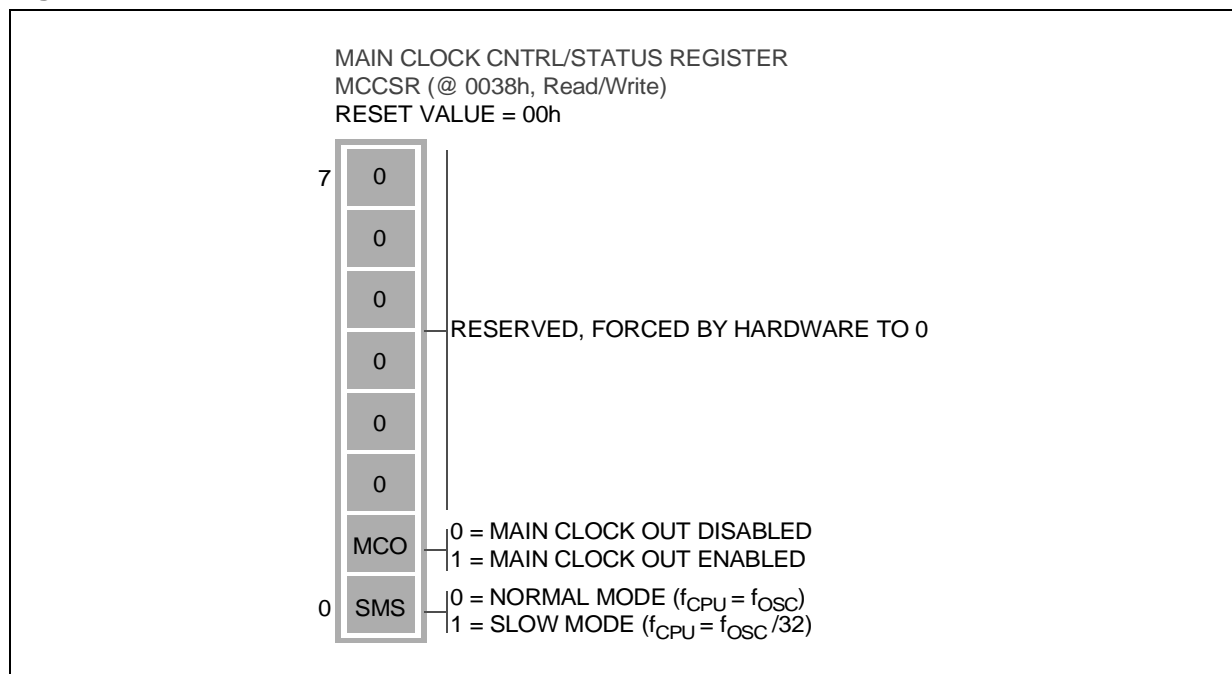 MAIN CLOCK CNTRL/STATUS REGISTER
MCCSR (@ 0038h, Read/Write)
RESET VALUE = 00h
7 0
0
0
RESERVED, FORCED BY HARDWARE TO 0
0
0
0
MCO
0 = MAIN CLOCK OUT DISABLED
1 = MAIN CLOCK OUT ENABLED
0 SMS
0 = NORMAL MODE (fCPU = fOSC)
1 = SLOW MODE (fCPU = fOSC /32)